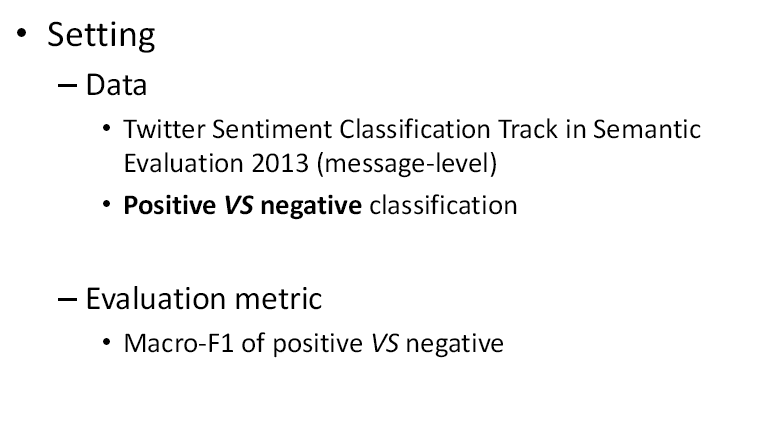 • Setting
– Data
• Twitter Sentiment Classification Track in Semantic
Evaluation 2013 (message-level)
• Positive VS negative classification
– Evaluation metric
• Macro-F1 of positive VS negative